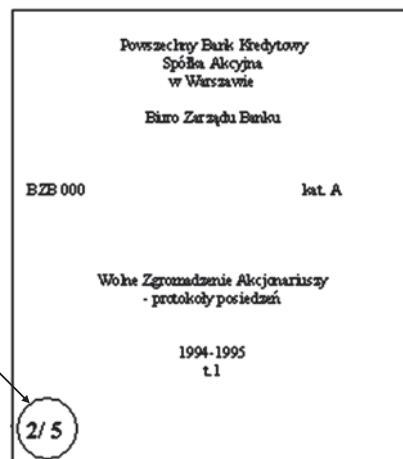 Powszechny Bank Kredytowy
Spółka Akcyjna
w Warszawie
Biuro Zarządu Banku
BZB 000 kat. A
Wolne Zgromadzenie Akcjonariuszy
- protokoły posiedzeń
1994-1995
t.1
2/ 5